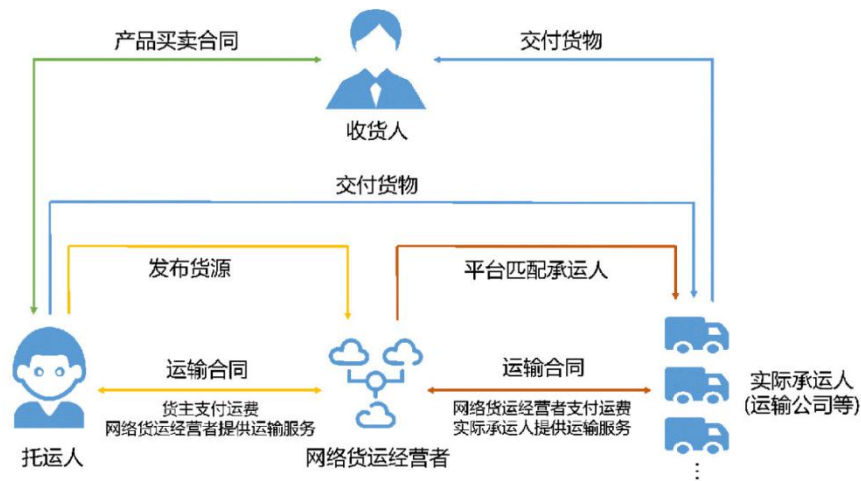 产品买卖合同
交付货物
收货人
交付货物
发布货源
平台匹配承运人
运输合同
货主支付运费
网络货运经营者提供运输服务
运输合同
网络货运经营者支付运费
实际承运人提供运输服务
实际承运人
(运输公司等)
托运人
网络货运经营者
...